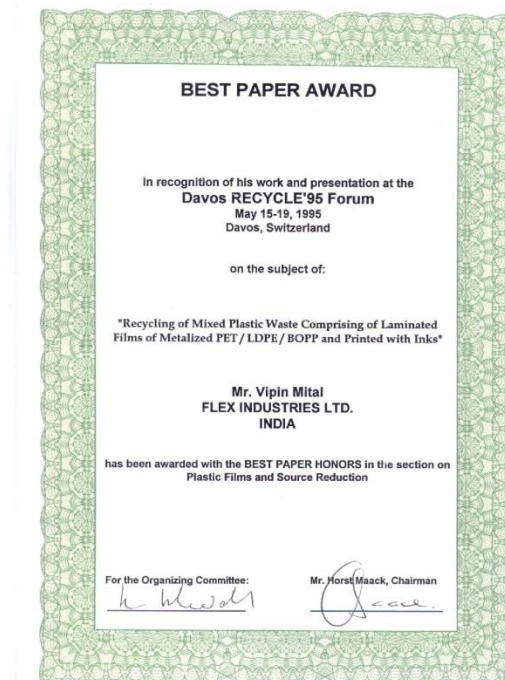 BEST PAPER AWARD
in recognition of his work and presentation at the
Davos RECYCLE'95 Forum
May 15-19, 1995
Davos, Switzerland
on the subject of:
"Recycling of Mixed Plastic Waste Comprising of Laminated
Films of Metalized PET / LDPE / BOPP and Printed with Inks"
Mr. Vipin Mital
FLEX INDUSTRIES LTD.
INDIA
has been awarded with the BEST PAPER HONORS in the section on
Plastic Films and Source Reduction
For the Organizing Committee:
Mr. Horst Maack, Chairman